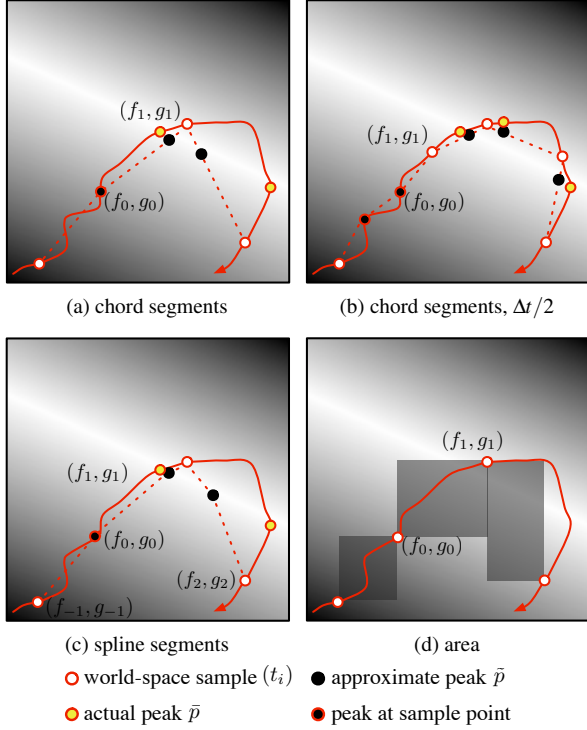 (f₁, g₁)
(f₀, g₀)
(a) chord segments
(f₁, g₁)
(f₀, g₀)
(b) chord segments, Δt/2
(f₁, g₁)
(f₀, g₀)
(f₂, g₂)
(f₋₁, g₋₁)
(c) spline segments
(f₁, g₁)
(f₀, g₀)
(d) area
world-space sample (tᵢ)
approximate peak p̃
actual peak p̄
peak at sample point